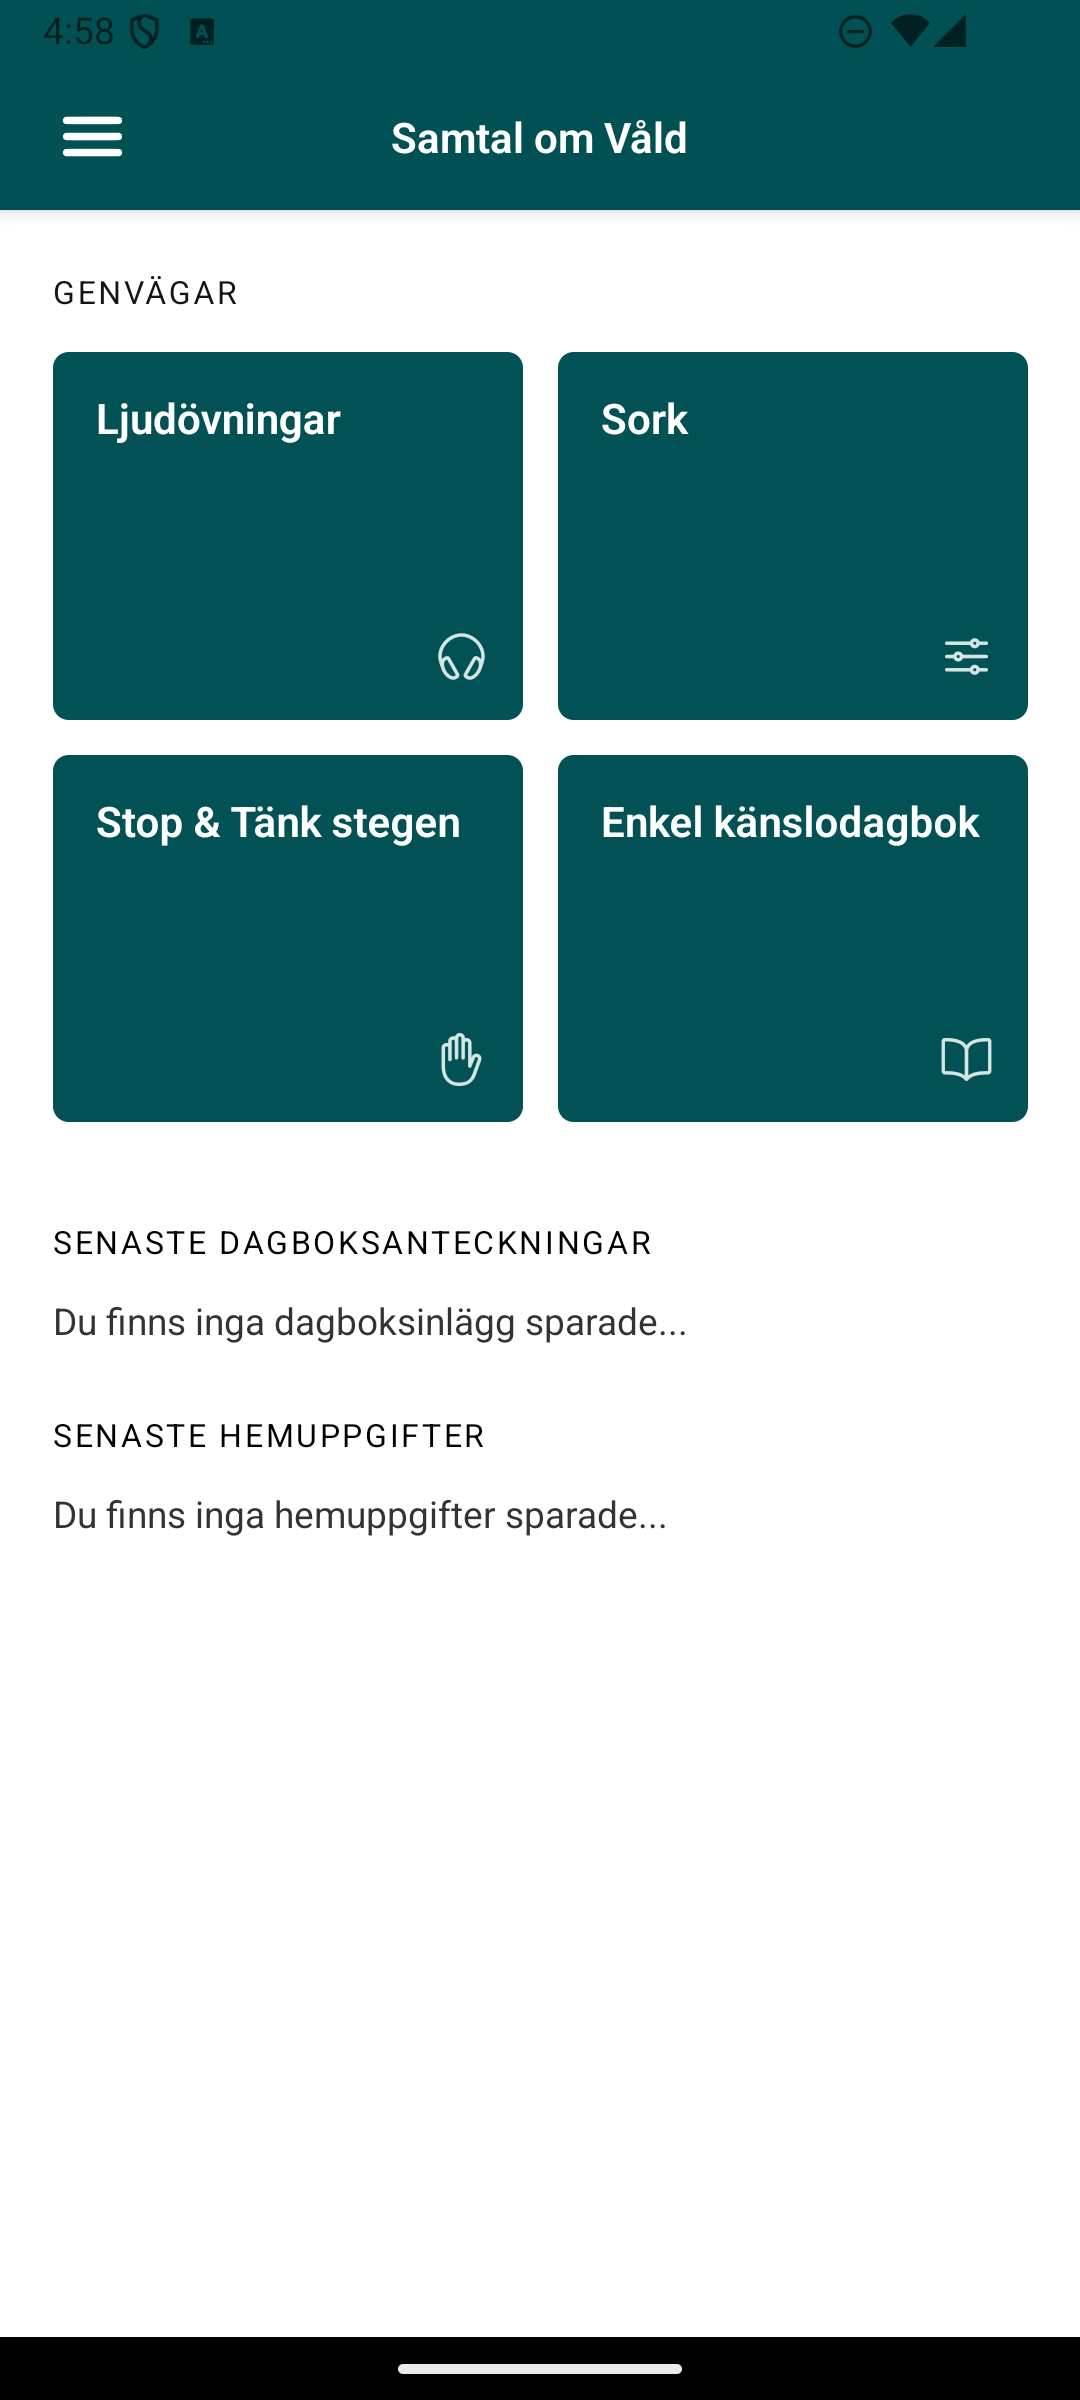 4:58
Samtal om Våld
GENVÄGAR
Ljudövningar
Sork
Stop & Tänk stegen
Enkel känslodagbok
SENASTE DAGBOKSANTECKNINGAR
Du finns inga dagboksinlägg sparade...
SENASTE HEMUPPGIFTER
Du finns inga hemuppgifter sparade...